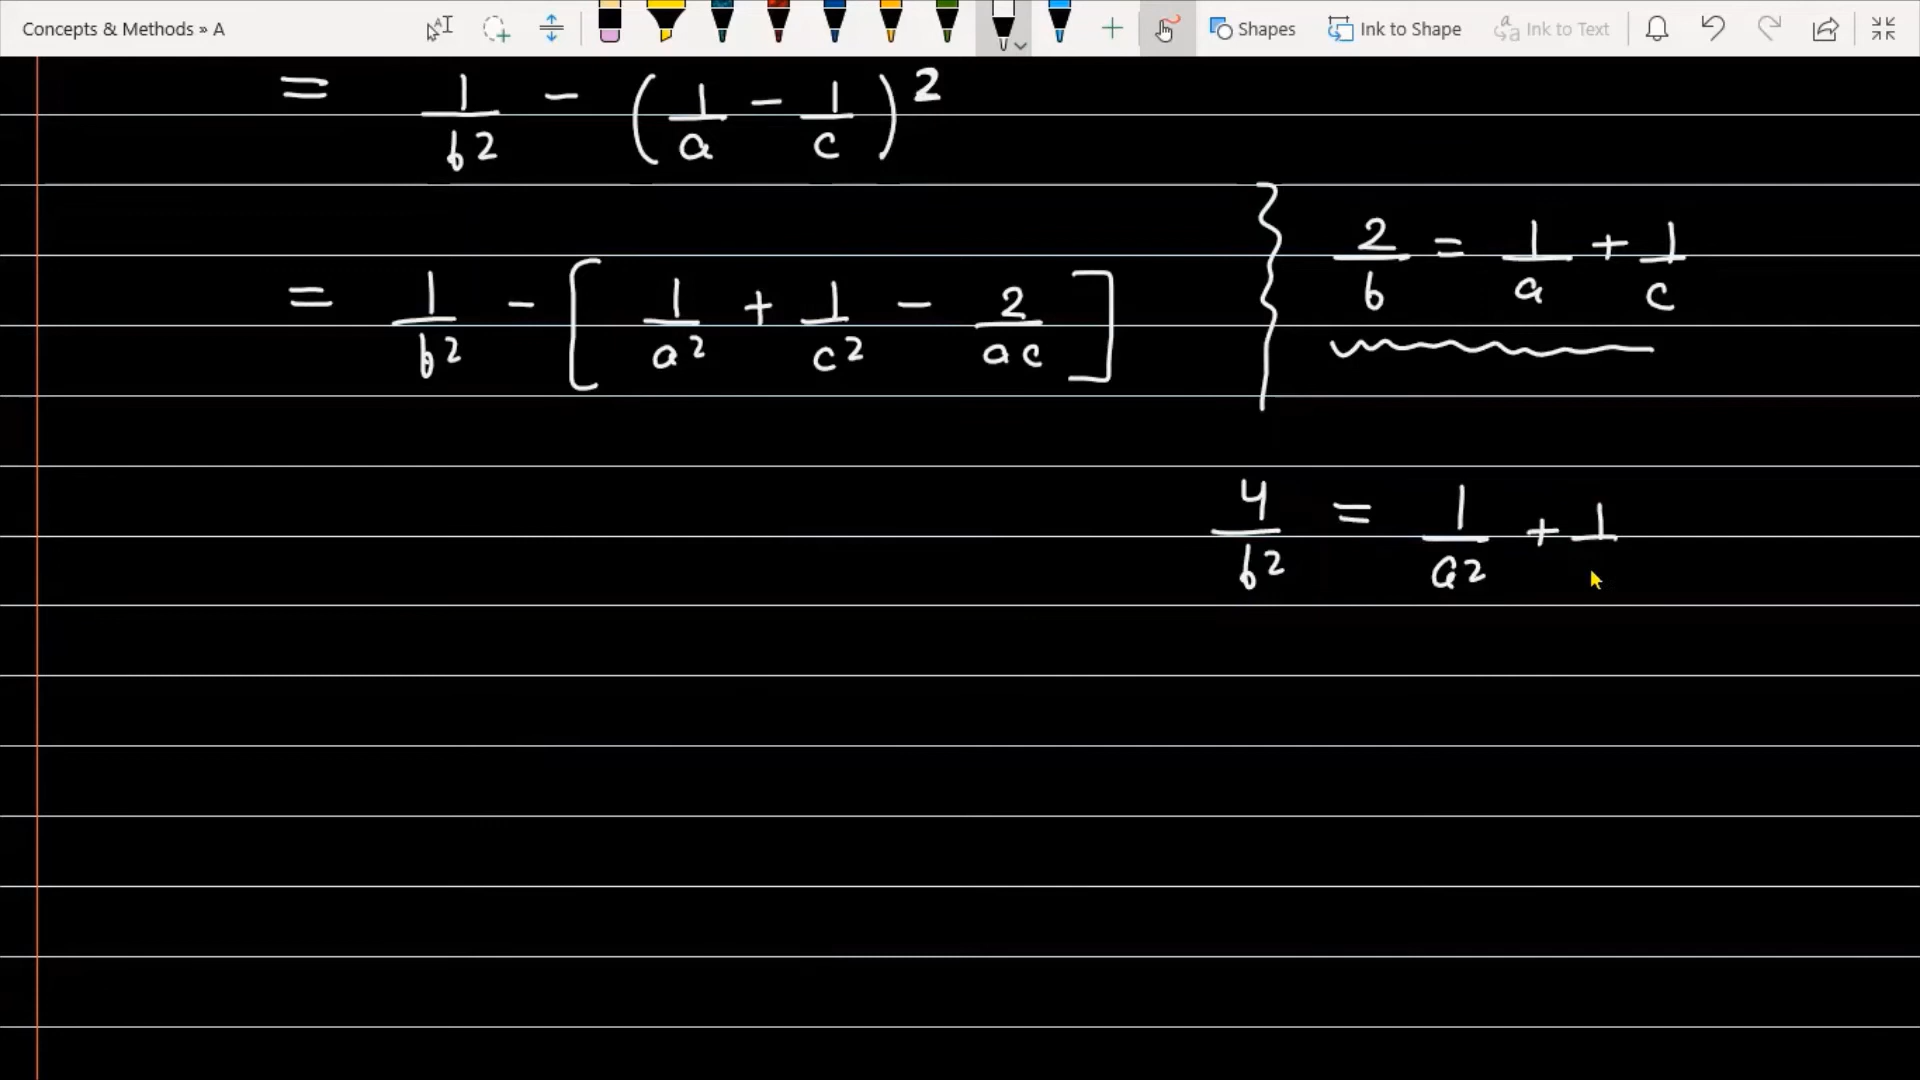 Concepts & Methods » A
Shapes
Ink to Shape
Ink to Text
= 1/b² - (1/a - 1/c)²
2/b = 1/a + 1/c
= 1/b² - [1/a² + 1/c² - 2/ac]
4/b² = 1/a² + 1